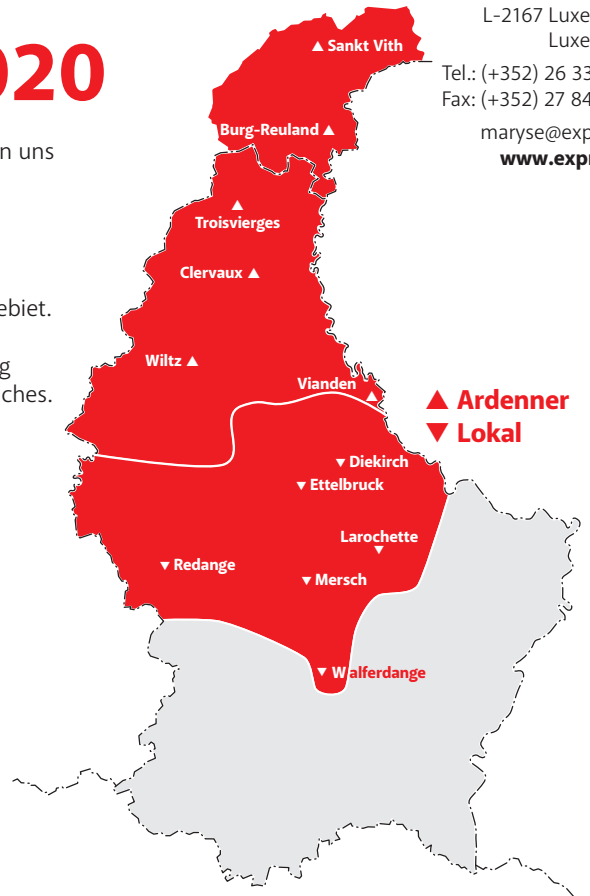 020
n uns
ebiet.
g
ches.
L-2167 Luxe
Luxe
Tel.: (+352) 26 33
Fax: (+352) 27 84
maryse@exp
www.expr
▲ Sankt Vith
Burg-Reuland ▲
▲
Troisvierges
Clervaux ▲
Wiltz ▲
Vianden
▲
▲ Ardenner
▼ Lokal
▼ Diekirch
▼ Ettelbruck
Larochette
▼
▼ Redange
▼ Mersch
▼ Walferdange